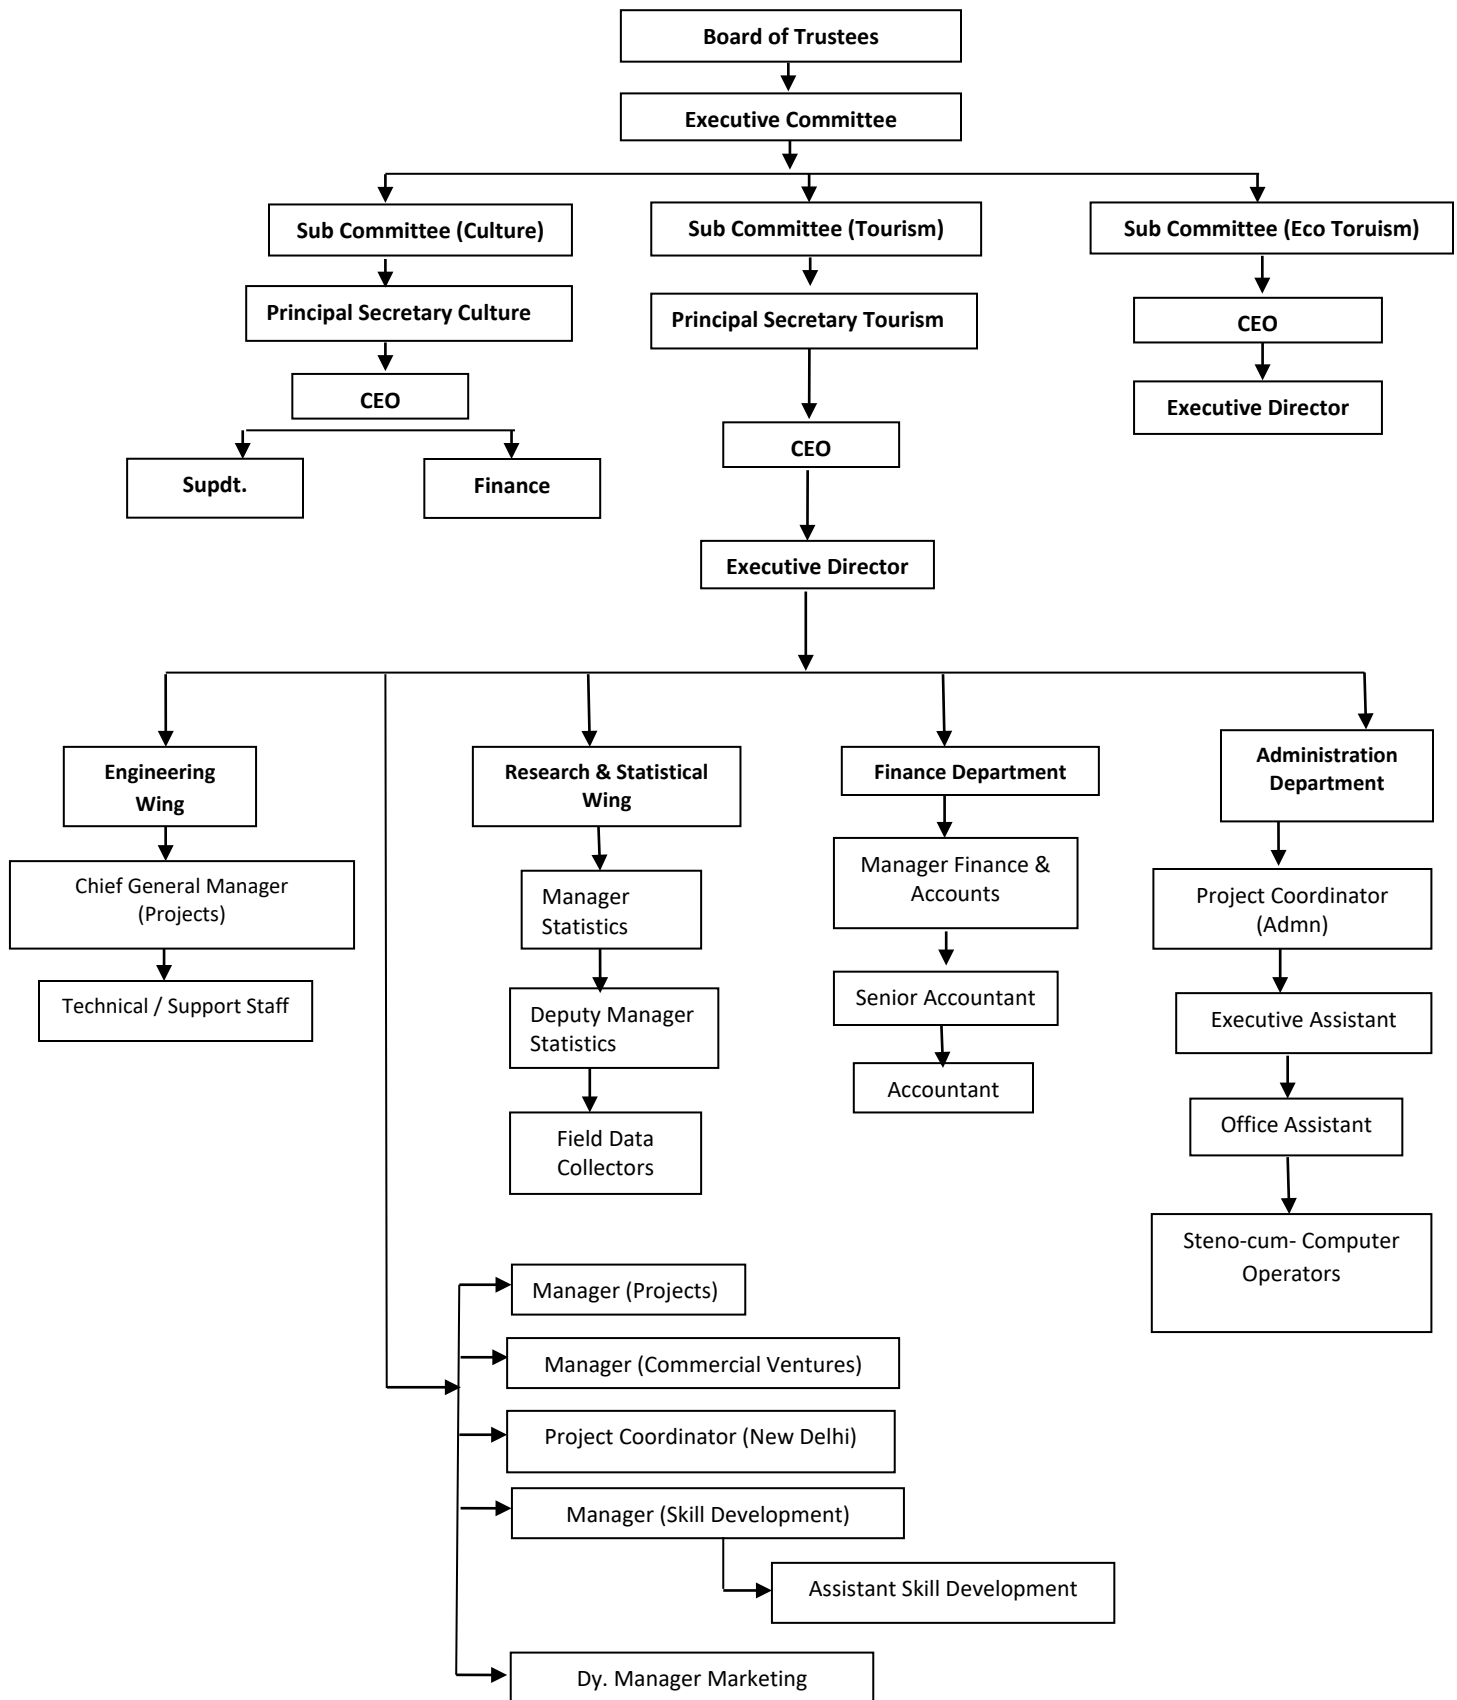 Board of Trustees
Executive Committee
Sub Committee (Culture)
Sub Committee (Tourism)
Sub Committee (Eco Toruism)
Principal Secretary Culture
Principal Secretary Tourism
CEO
CEO
Executive Director
CEO
Supdt.
Finance
Executive Director
Engineering
Wing
Research & Statistical
Wing
Finance Department
Administration
Department
Chief General Manager
(Projects)
Manager
Statistics
Manager Finance &
Accounts
Project Coordinator
(Admn)
Technical / Support Staff
Deputy Manager
Statistics
Senior Accountant
Executive Assistant
Field Data
Collectors
Accountant
Office Assistant
Steno-cum- Computer
Operators
Manager (Projects)
Manager (Commercial Ventures)
Project Coordinator (New Delhi)
Manager (Skill Development)
Assistant Skill Development
Dy. Manager Marketing